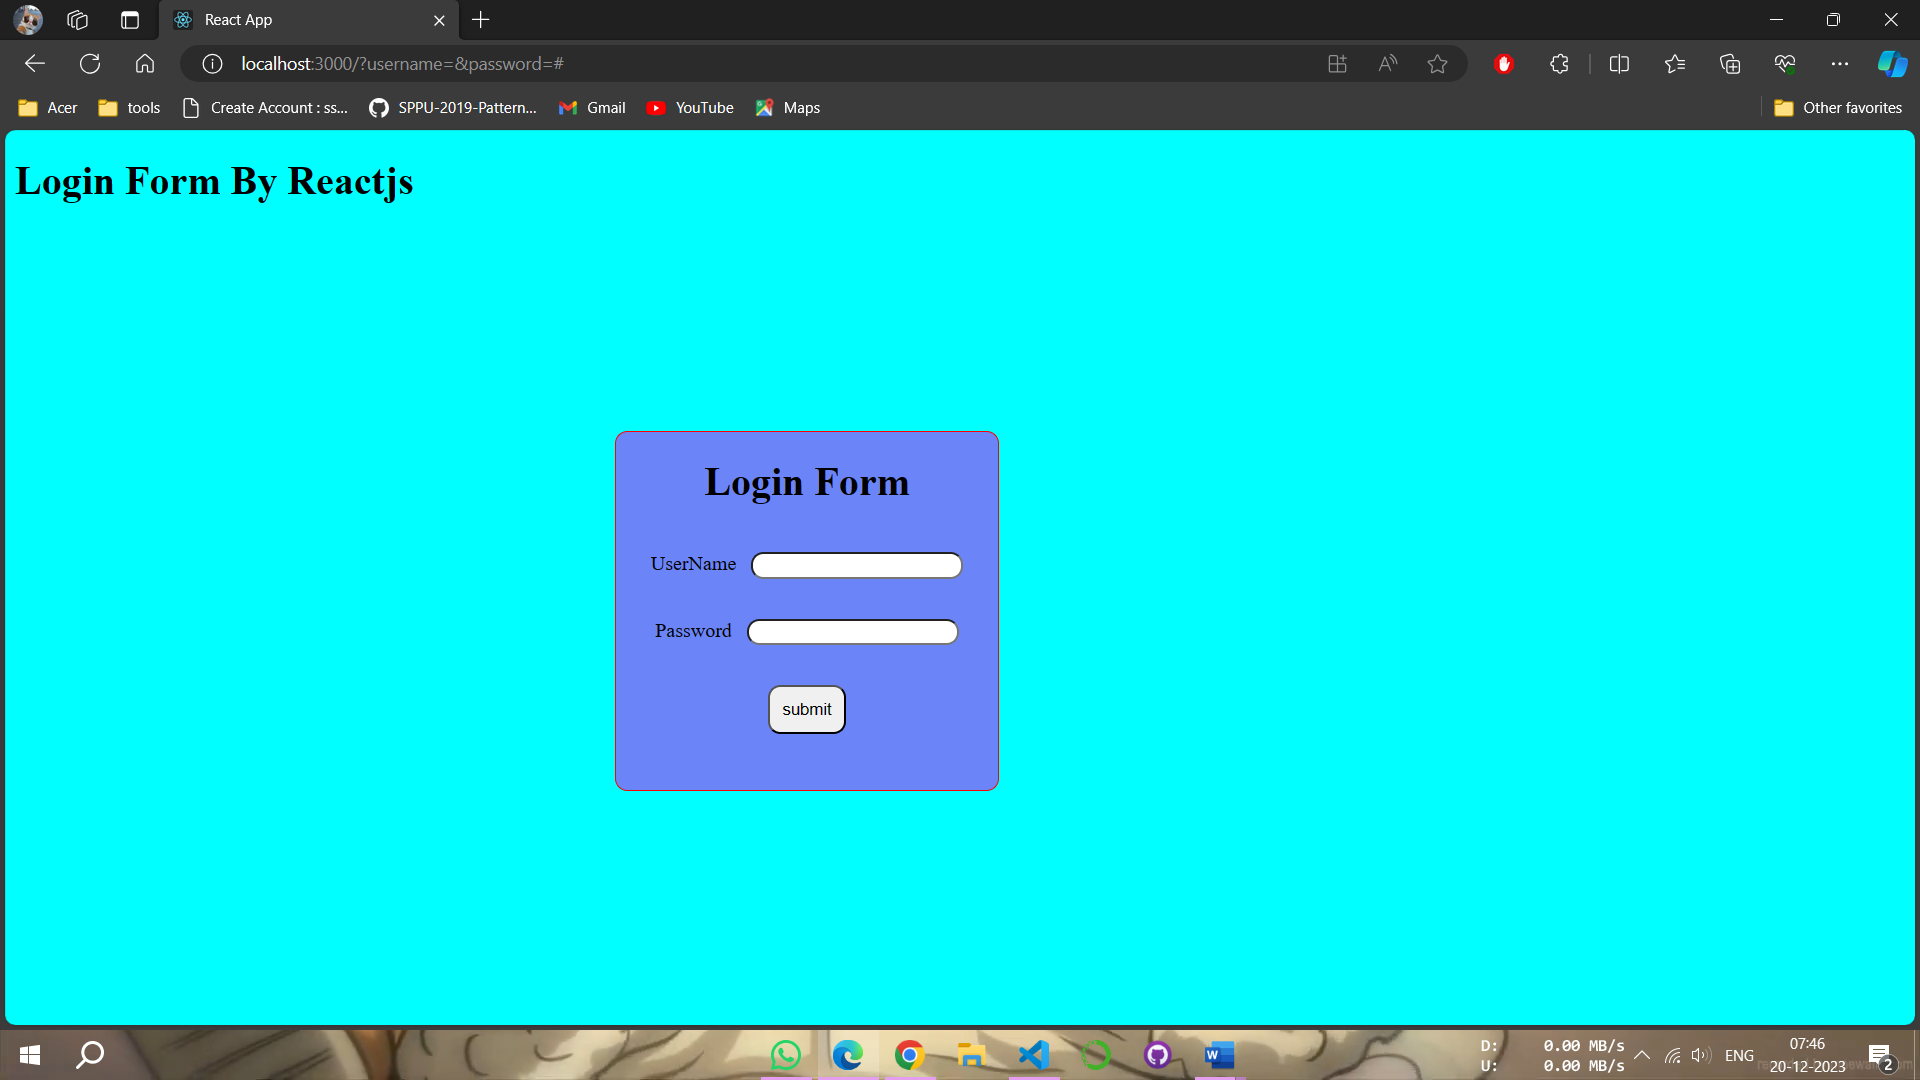 React App
localhost:3000/?username=&password=#
Acer
tools
Create Account : ss...
SPPU-2019-Pattern...
Gmail
YouTube
Maps
Other favorites
Login Form By Reactjs
Login Form
UserName
Password
submit
D: 0.00 MB/s
U: 0.00 MB/s
ENG
07:46
20-12-2023
2